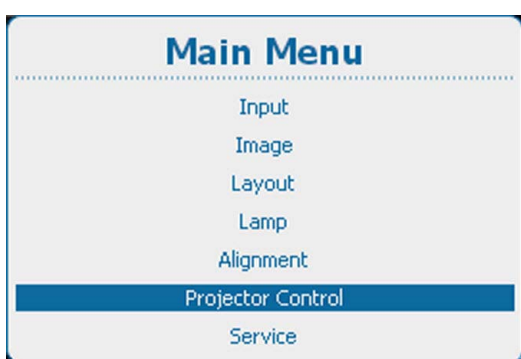 Main Menu
Input
Image
Layout
Lamp
Alignment
Projector Control
Service